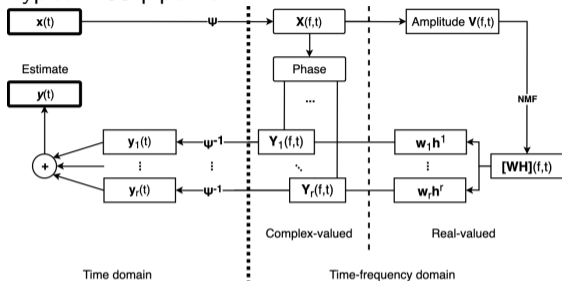 x(t)
Ψ
X(f,t)
Amplitude V(f,t)
Estimate
Phase
y(t)
...
NMF
y₁(t)
Ψ⁻¹
Y₁(f,t)
w₁h¹
+
[WH](f,t)
yᵣ(t)
Ψ⁻¹
Yᵣ(f,t)
wᵣhʳ
Complex-valued
Real-valued
Time domain
Time-frequency domain